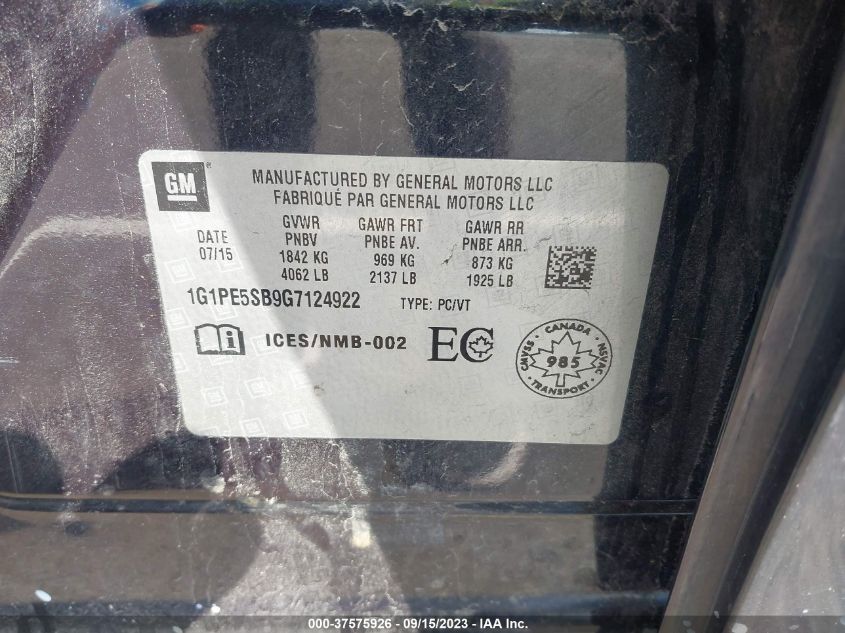 GM ®
MANUFACTURED BY GENERAL MOTORS LLC
FABRIQUÉ PAR GENERAL MOTORS LLC
GVWR GAWR FRT GAWR RR
DATE PNBV PNBE AV. PNBE ARR.
07/15 1842 KG 969 KG 873 KG
4062 LB 2137 LB 1925 LB
1G1PE5SB9G7124922 TYPE: PC/VT
i ICES/NMB-002 EC
CANADA
CMVSS 985 NSVAC
TRANSPORT
000-37575926 - 09/15/2023 - IAA Inc.